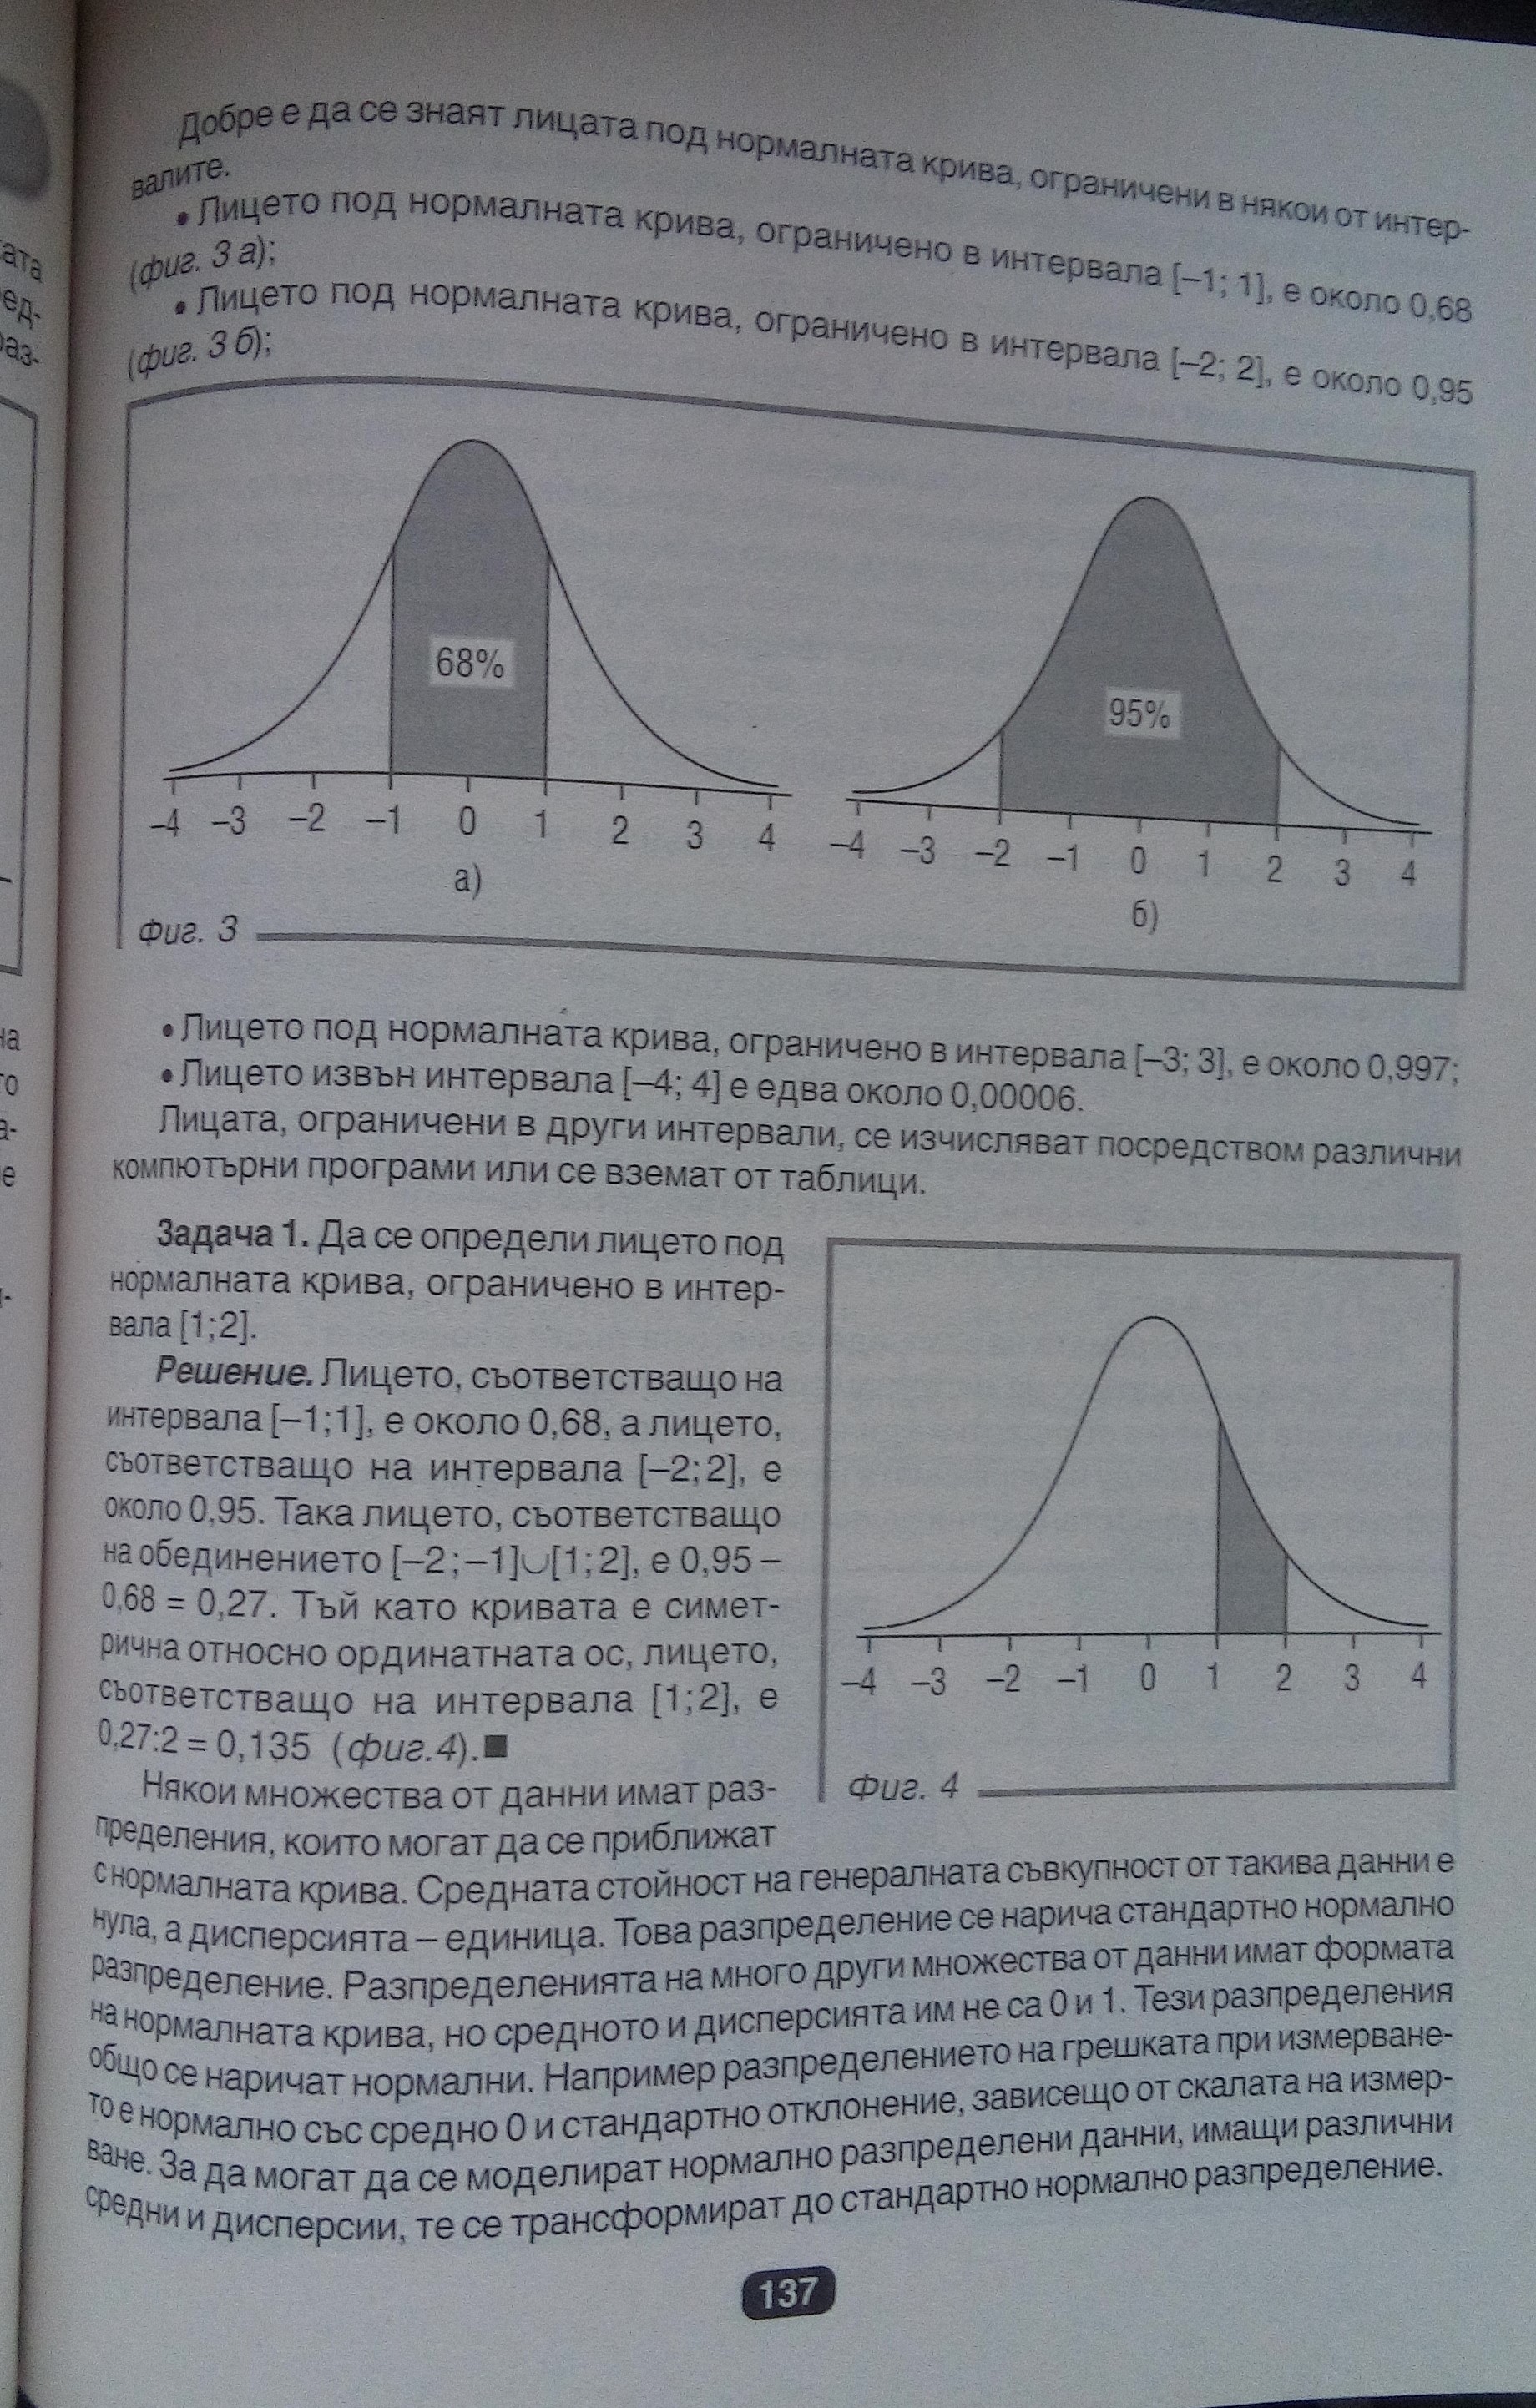 Добре е да се знаят лицата под нормалната крива, ограничени в някои от интер-
валите.
• Лицето под нормалната крива, ограничено в интервала [–1; 1], е около 0,68
(фиг. 3 а);
• Лицето под нормалната крива, ограничено в интервала [–2; 2], е около 0,95
(фиг. 3 б);
68%
–4 –3 –2 –1 0 1 2 3 4
а)
95%
–4 –3 –2 –1 0 1 2 3 4
б)
Фиг. 3
• Лицето под нормалната крива, ограничено в интервала [–3; 3], е около 0,997;
• Лицето извън интервала [–4; 4] е едва около 0,00006.
Лицата, ограничени в други интервали, се изчисляват посредством различни
компютърни програми или се вземат от таблици.
Задача 1. Да се определи лицето под
нормалната крива, ограничено в интер-
вала [1;2].
Решение. Лицето, съответстващо на
интервала [–1;1], е около 0,68, а лицето,
съответстващо на интервала [–2;2], е
около 0,95. Така лицето, съответстващо
на обединението [–2;–1]∪[1;2], е 0,95 –
0,68 = 0,27. Тъй като кривата е симет-
рична относно ординатната ос, лицето,
съответстващо на интервала [1;2], е
0,27:2 = 0,135 (фиг.4).■
–4 –3 –2 –1 0 1 2 3 4
Фиг. 4
Някои множества от данни имат раз-
пределения, които могат да се приближат
с нормалната крива. Средната стойност на генералната съвкупност от такива данни е
нула, а дисперсията – единица. Това разпределение се нарича стандартно нормално
разпределение. Разпределенията на много други множества от данни имат формата
на нормалната крива, но средното и дисперсията им не са 0 и 1. Тези разпределения
общо се наричат нормални. Например разпределението на грешката при измерване-
то е нормално със средно 0 и стандартно отклонение, зависещо от скалата на измер-
ване. За да могат да се моделират нормално разпределени данни, имащи различни
средни и дисперсии, те се трансформират до стандартно нормално разпределение.
137
ата
ед-
раз-
на
то
а-
е